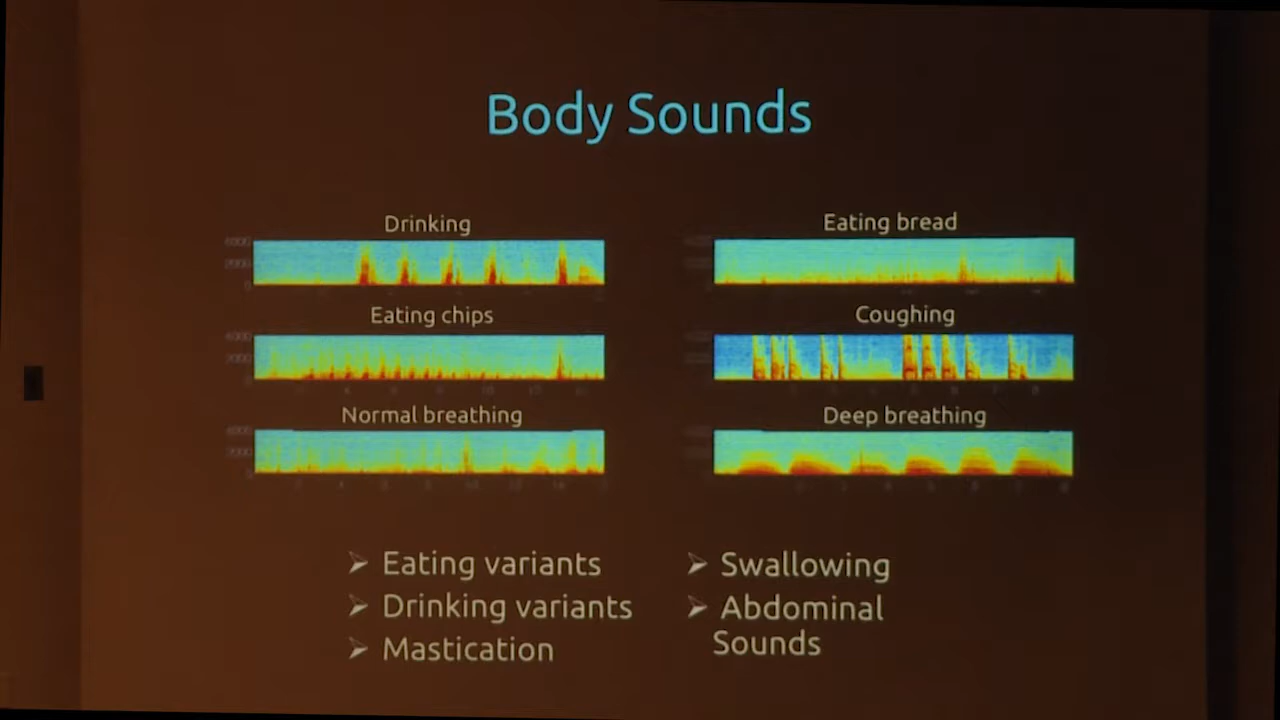 Body Sounds
Drinking
Eating bread
Eating chips
Coughing
Normal breathing
Deep breathing
➢ Eating variants
➢ Drinking variants
➢ Mastication
➢ Swallowing
➢ Abdominal
Sounds